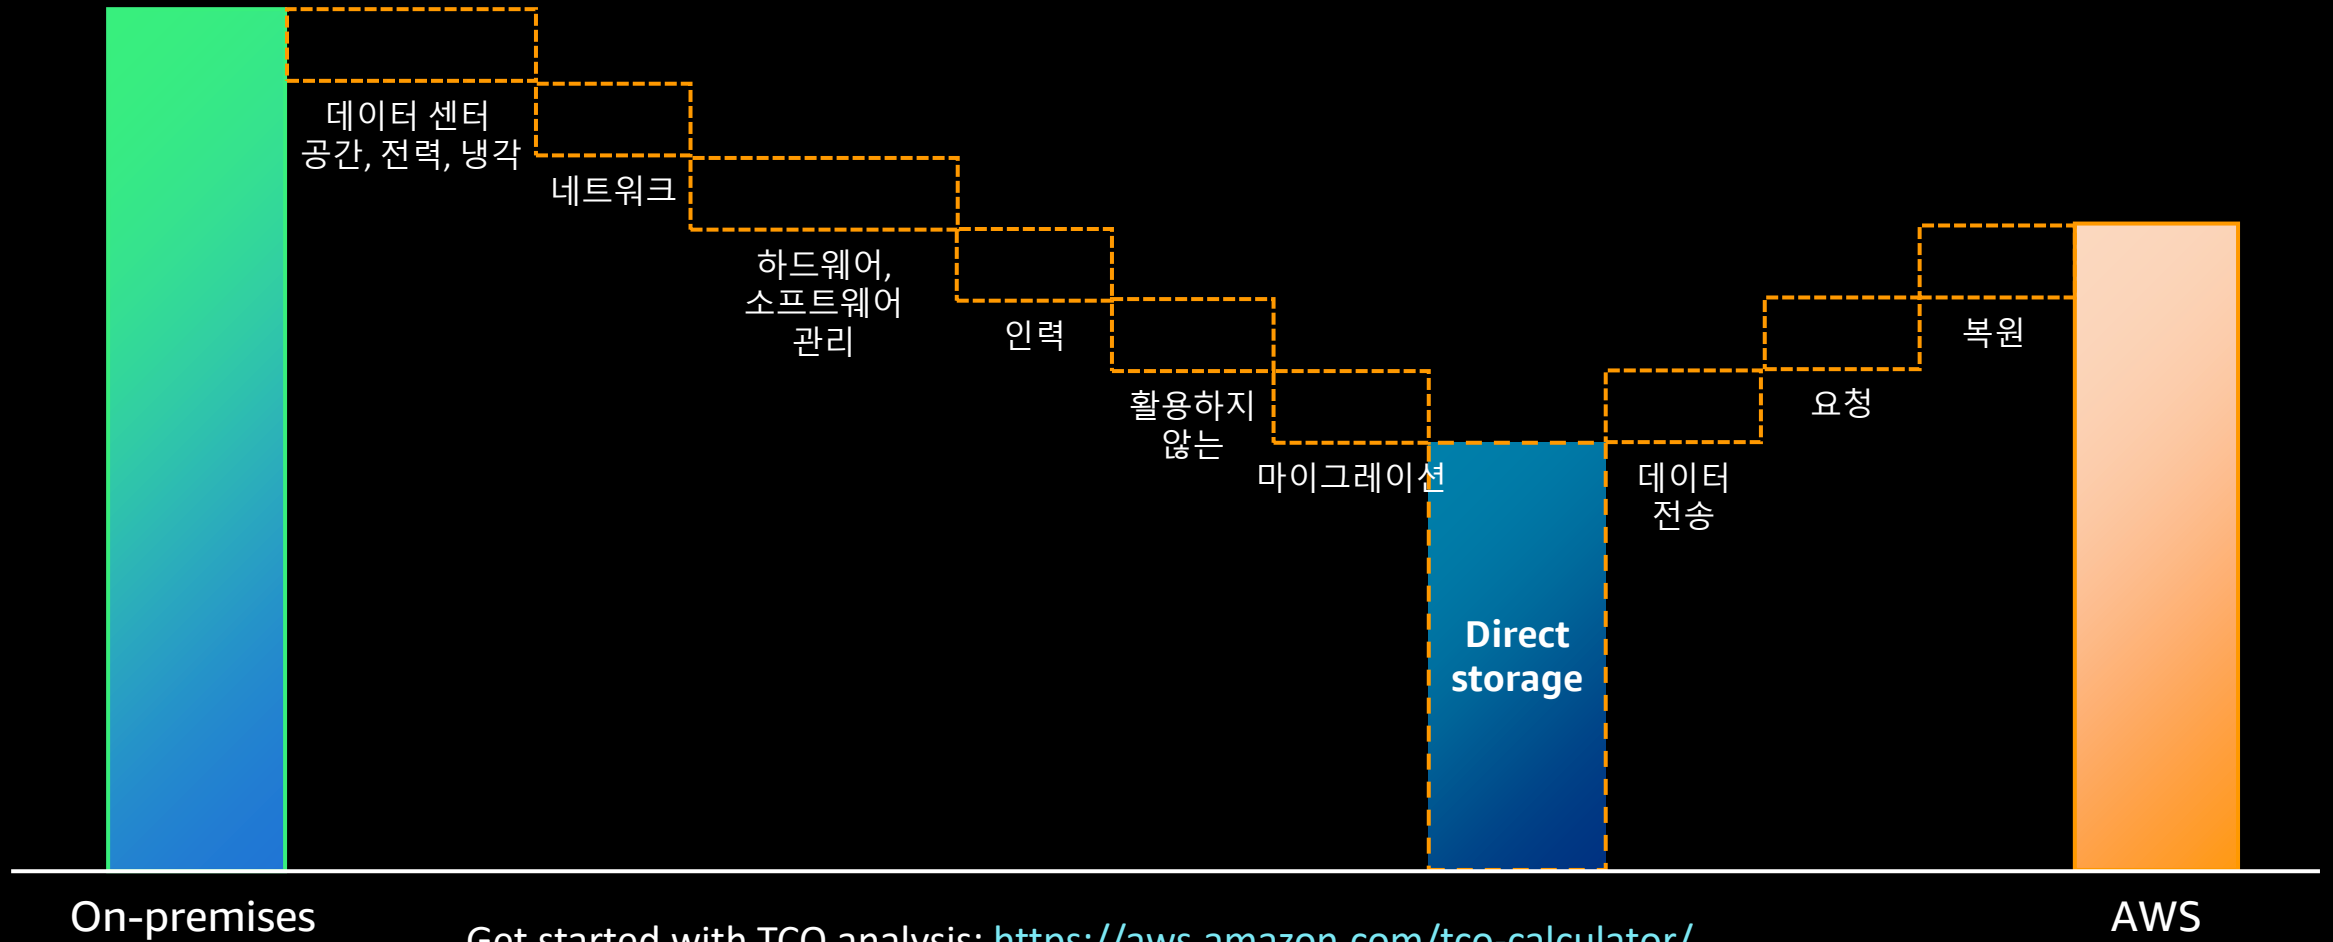 데이터 센터
공간, 전력, 냉각
네트워크
하드웨어,
소프트웨어
관리
인력
활용하지
않는
마이그레이션
Direct
storage
데이터
전송
요청
복원
On-premises
AWS
Get started with TCO analysis: https://aws.amazon.com/tco-calculator/